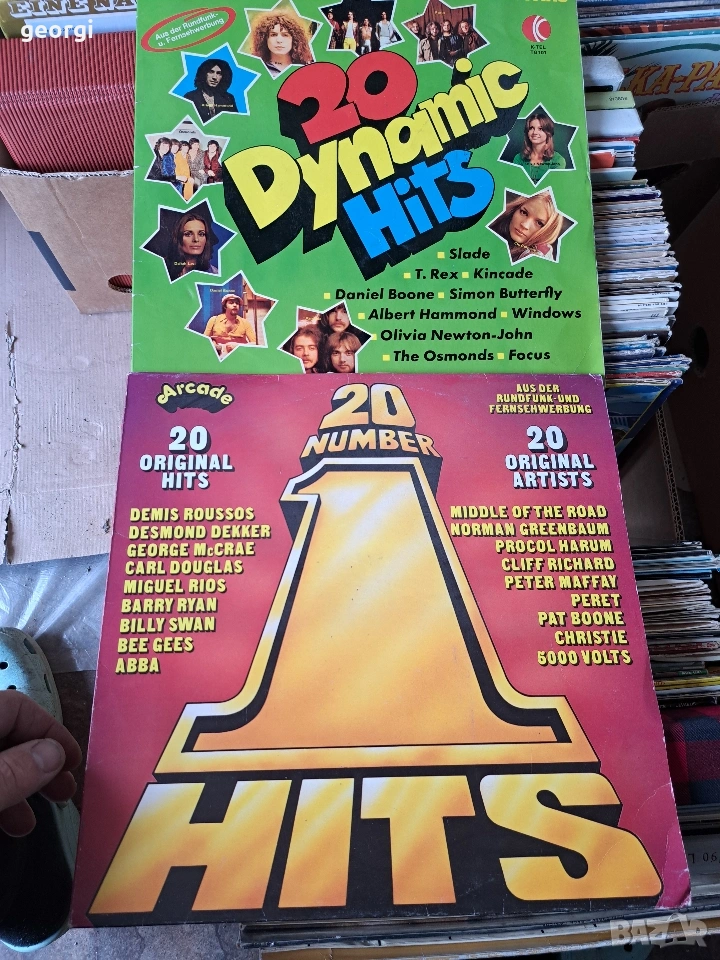 georgi
EINE NA
Aus der Rundfunk-
u. Fernsehwerbung
K-TEL
20
Dynamic
Hits
Slade
T. Rex ▪ Kincade
Daniel Boone ▪ Simon Butterfly
Albert Hammond ▪ Windows
Olivia Newton-John
The Osmonds ▪ Focus
KA-PA
Arcade
20
NUMBER
1
HITS
AUS DER
RUNDFUNK-UND
FERNSEHWERBUNG
20
ORIGINAL
HITS
20
ORIGINAL
ARTISTS
DEMIS ROUSSOS
DESMOND DEKKER
GEORGE McCRAE
CARL DOUGLAS
MIGUEL RIOS
BARRY RYAN
BILLY SWAN
BEE GEES
ABBA
MIDDLE OF THE ROAD
NORMAN GREENBAUM
PROCOL HARUM
CLIFF RICHARD
PETER MAFFAY
PERET
PAT BOONE
CHRISTIE
5000 VOLTS
BAZAR